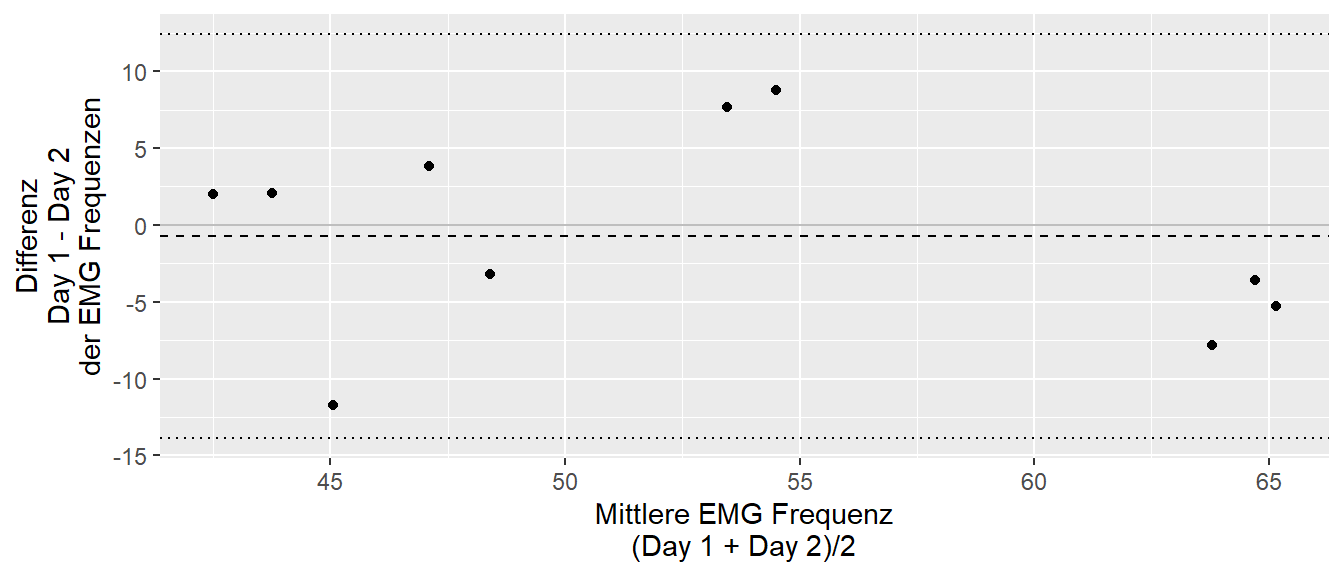 Differenz
Day 1 - Day 2
der EMG Frequenzen
10
5
0
-5
-10
-15
45
50
55
60
65
Mittlere EMG Frequenz
(Day 1 + Day 2)/2